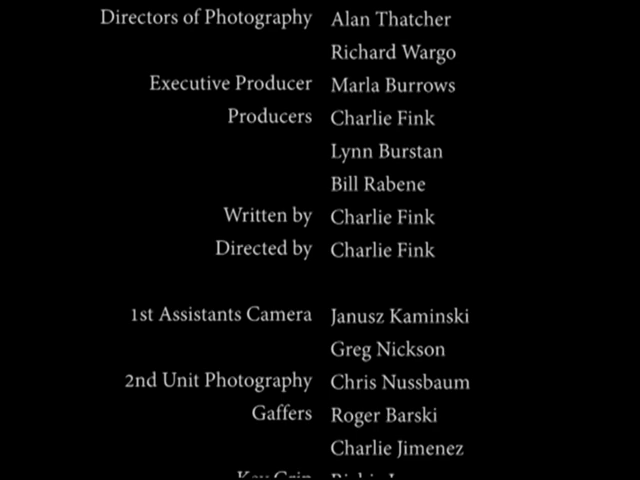 Directors of Photography Alan Thatcher
Richard Wargo
Executive Producer Marla Burrows
Producers Charlie Fink
Lynn Burstan
Bill Rabene
Written by Charlie Fink
Directed by Charlie Fink
1st Assistants Camera Janusz Kaminski
Greg Nickson
2nd Unit Photography Chris Nussbaum
Gaffers Roger Barski
Charlie Jimenez
Key Grip